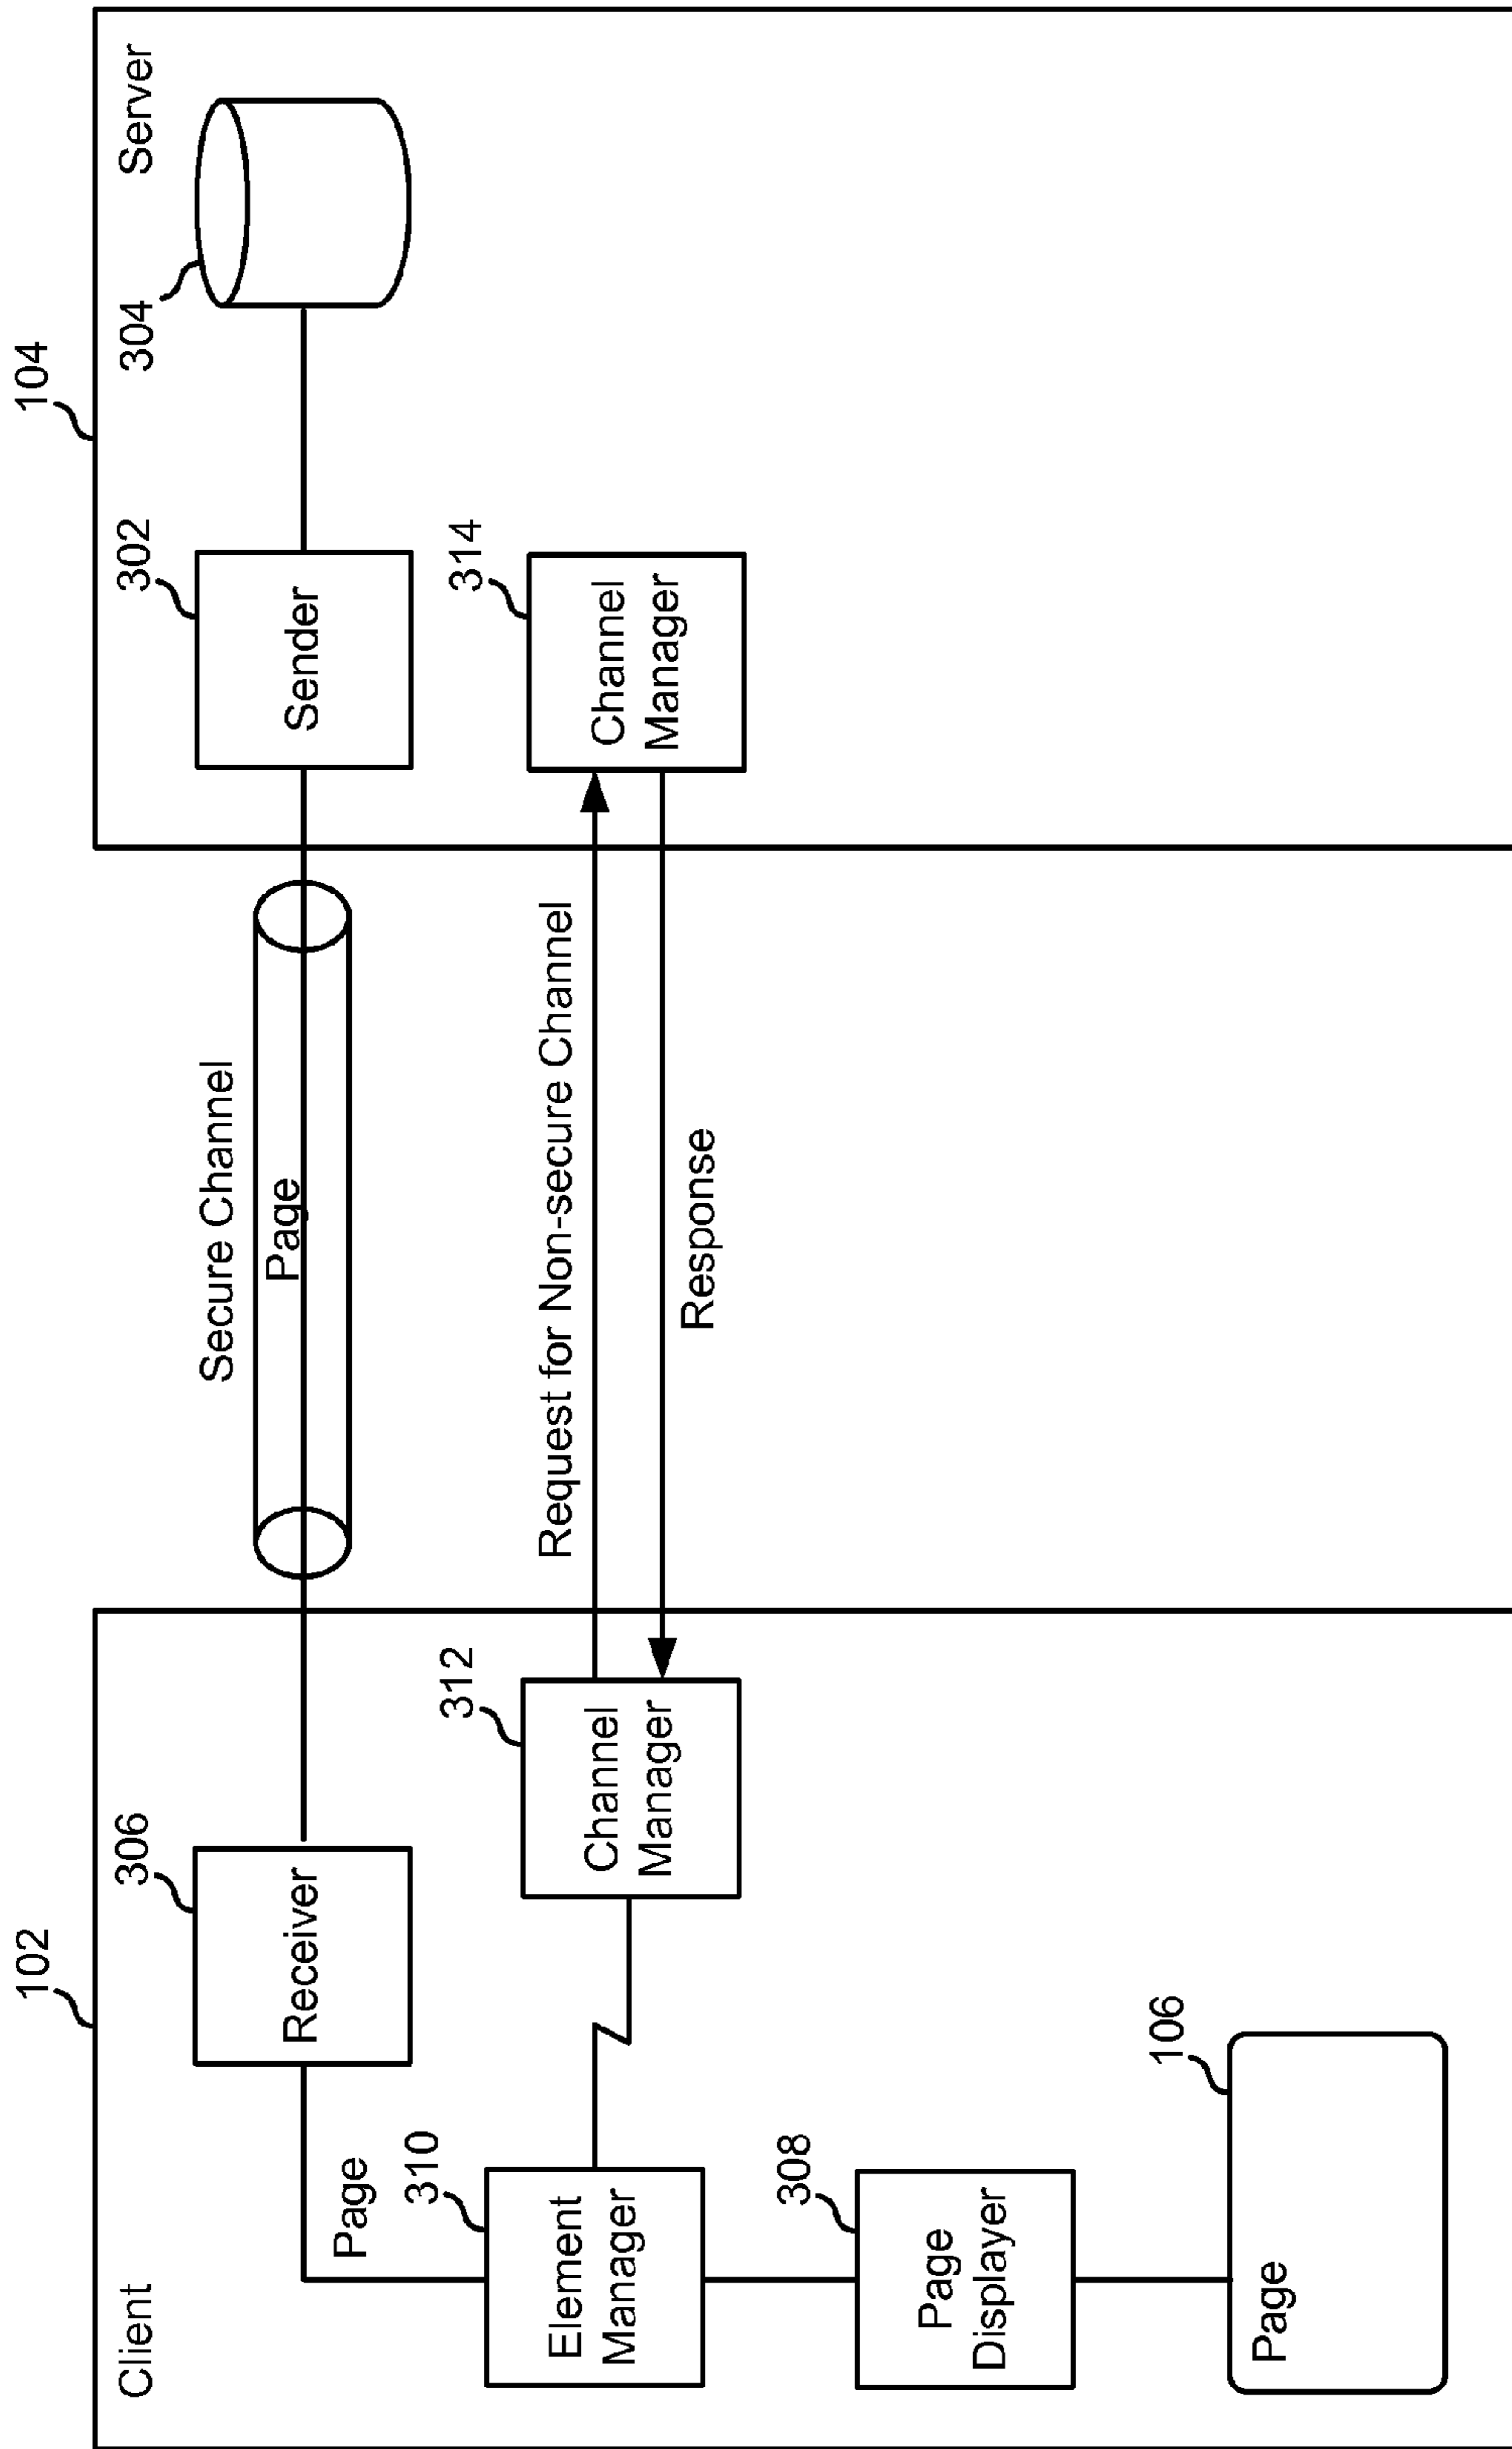 102
104
Client
Server
306
302
304
Receiver
Secure Channel
Page
Sender
Page
310
312
314
Element
Manager
Channel
Manager
Request for Non-secure Channel
Response
Channel
Manager
308
Page
Displayer
106
Page